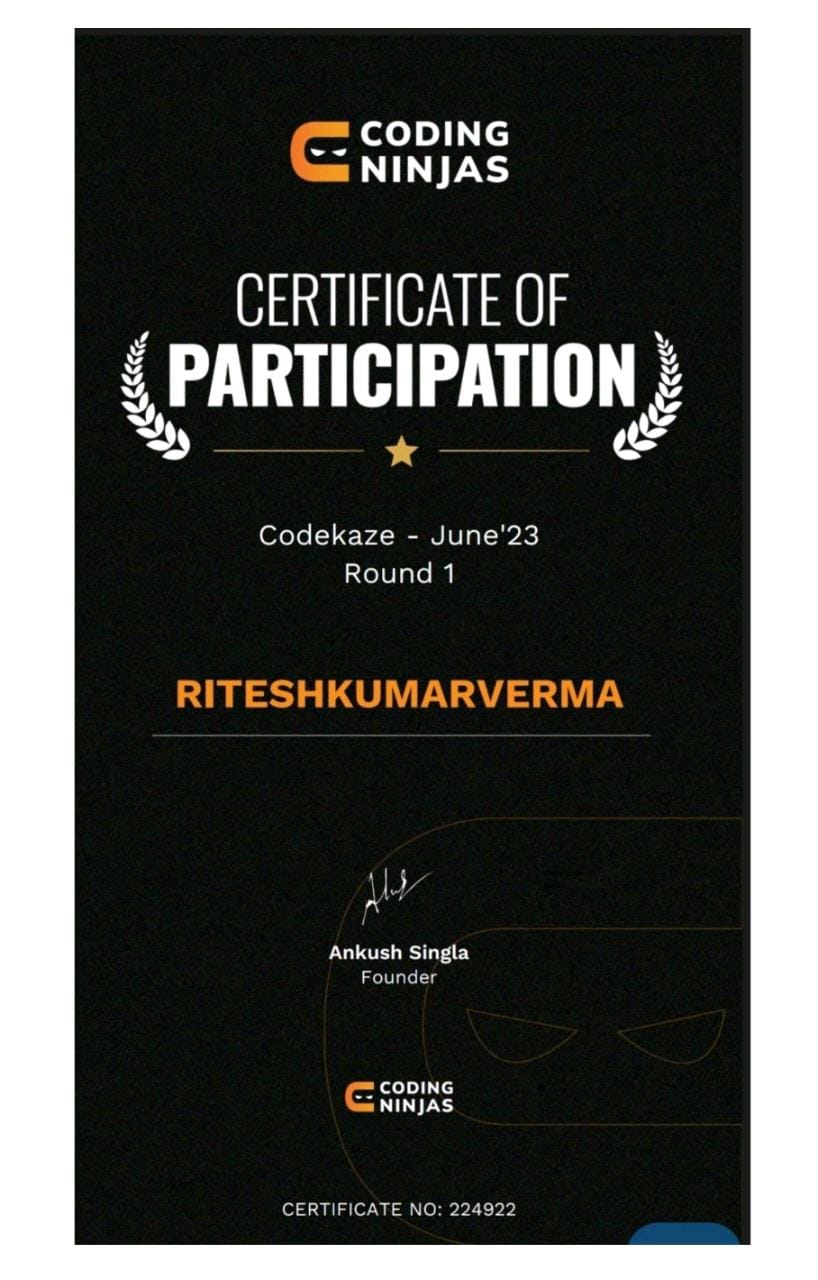 CODING
NINJAS
CERTIFICATE OF
PARTICIPATION
Codekaze - June'23
Round 1
RITESHKUMARVERMA
Ankush Singla
Founder
CODING
NINJAS
CERTIFICATE NO: 224922